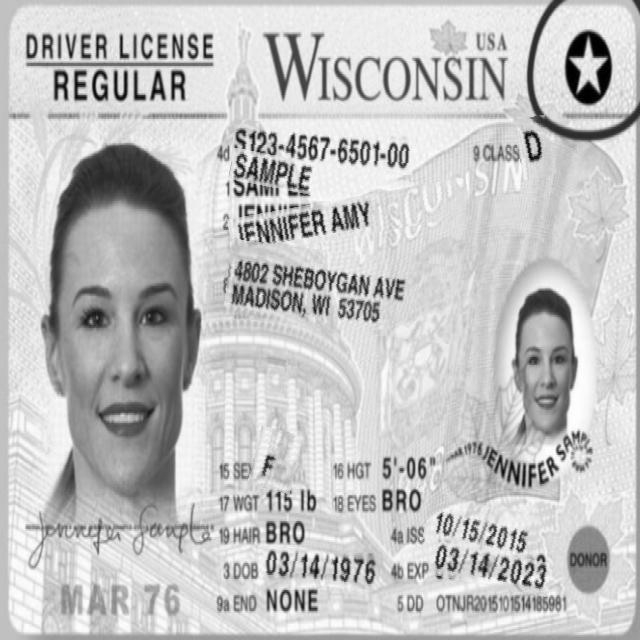 DRIVER LICENSE
REGULAR
WISCONSIN USA
4d S123-4567-6501-00
9 CLASS D
1 SAMPLE
SAMPLE
2 JENNIFER
JENNIFER AMY
8 4802 SHEBOYGAN AVE
MADISON, WI 53705
WISCONSIN
15 SEX F 16 HGT 5'-06"
17 WGT 115 lb 18 EYES BRO
19 HAIR BRO 4a ISS 10/15/2015
3 DOB 03/14/1976 4b EXP 03/14/2023
9a END NONE 5 DD OTNJR2015101514185981
Jennifer Sample
MAR 76
JENNIFER SAMPLE
DONOR